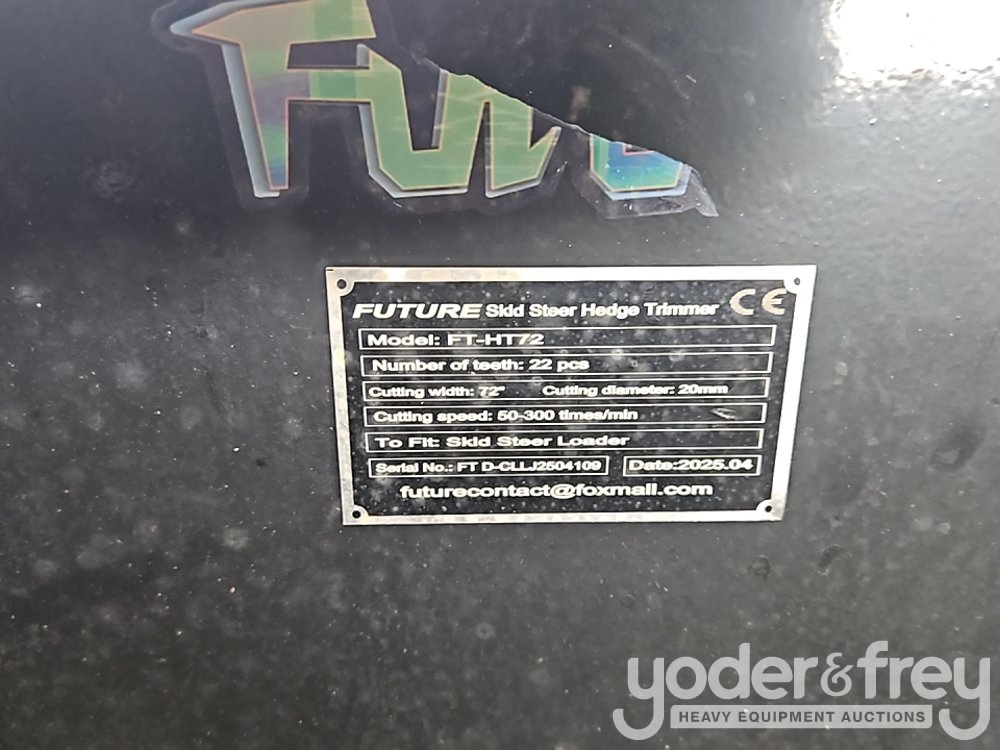 FUTURE Skid Steer Hedge Trimmer CE
Model: FT-HT72
Number of teeth: 22 pcs
Cutting width: 72" Cutting diameter: 20mm
Cutting speed: 50-300 times/min
To Fit: Skid Steer Loader
Serial No.: FT D-CLLJ2504109 Date:2025.04
futurecontact@foxmail.com
yoder&frey
HEAVY EQUIPMENT AUCTIONS